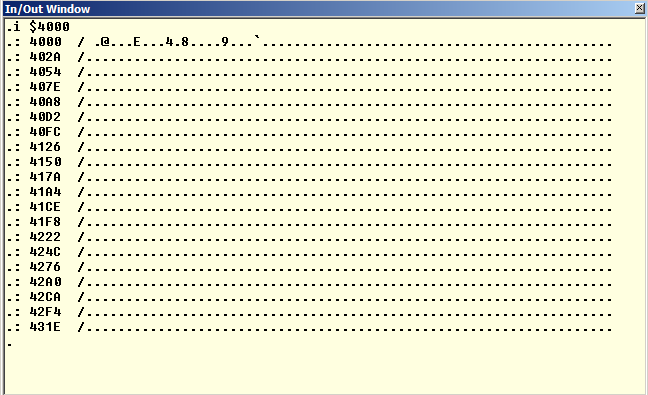 In/Out Window
.i $4000
.: 4000  / .@...E...4.8....9...`............................................
.: 402A  /..................................................................
.: 4054  /..................................................................
.: 407E  /..................................................................
.: 40A8  /..................................................................
.: 40D2  /..................................................................
.: 40FC  /..................................................................
.: 4126  /..................................................................
.: 4150  /..................................................................
.: 417A  /..................................................................
.: 41A4  /..................................................................
.: 41CE  /..................................................................
.: 41F8  /..................................................................
.: 4222  /..................................................................
.: 424C  /..................................................................
.: 4276  /..................................................................
.: 42A0  /..................................................................
.: 42CA  /..................................................................
.: 42F4  /..................................................................
.: 431E  /..................................................................
.